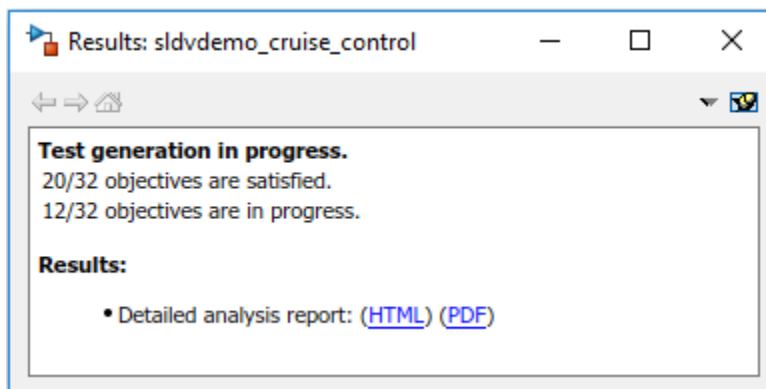 Results: sldvdemo_cruise_control
Test generation in progress.
20/32 objectives are satisfied.
12/32 objectives are in progress.
Results:
• Detailed analysis report: (HTML) (PDF)